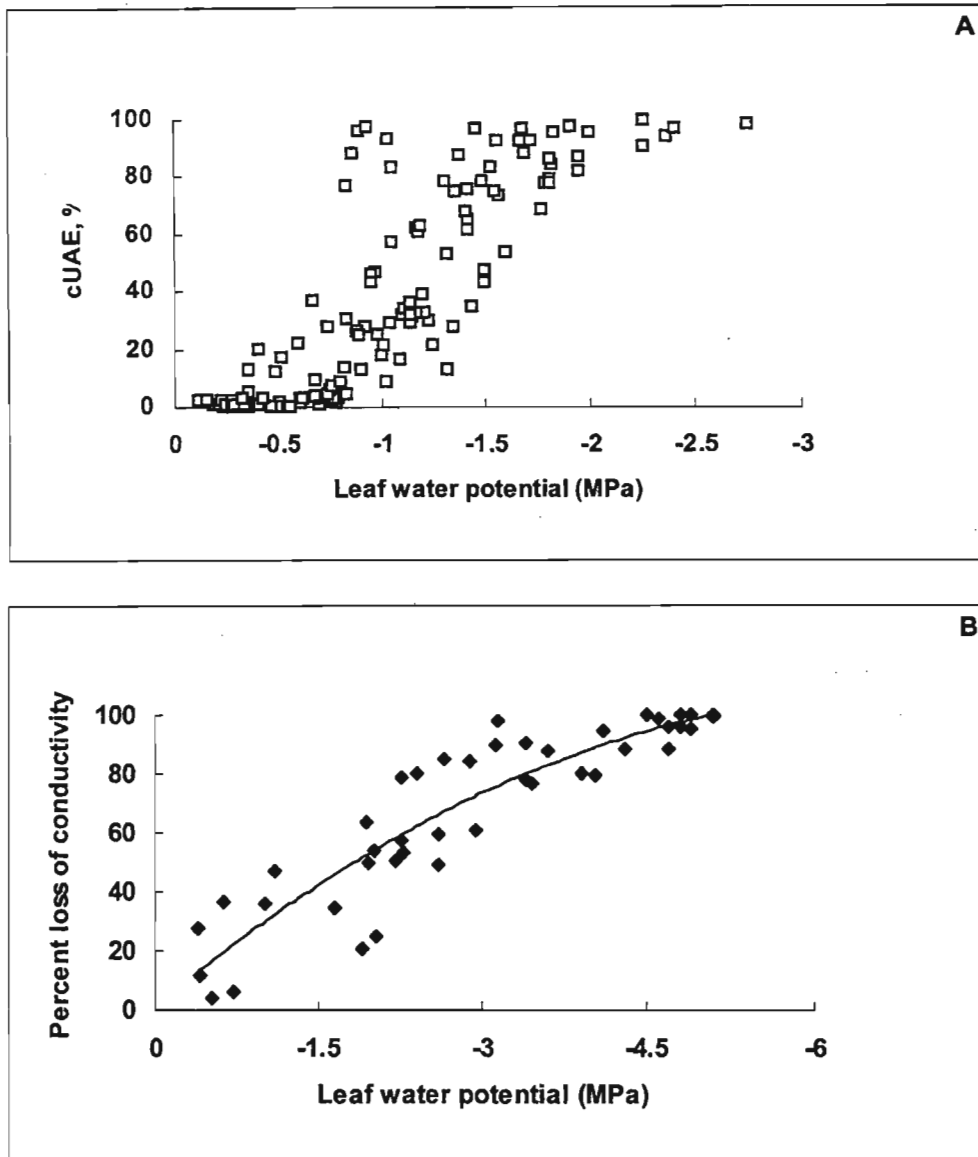 A
cUAE, %
100
80
60
40
20
0
0 -0.5 -1 -1.5 -2 -2.5 -3
Leaf water potential (MPa)
B
Percent loss of conductivity
100
80
60
40
20
0
0 -1.5 -3 -4.5 -6
Leaf water potential (MPa)